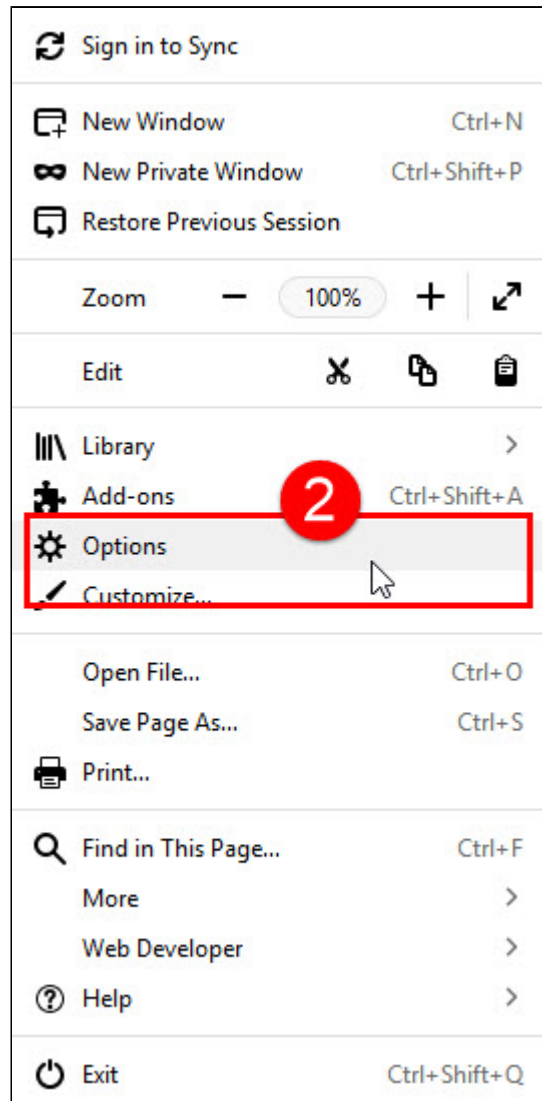 Sign in to Sync
New Window Ctrl+N
New Private Window Ctrl+Shift+P
Restore Previous Session
Zoom 100%
Edit
Library
Add-ons Ctrl+Shift+A
2
Options
Customize...
Open File... Ctrl+O
Save Page As... Ctrl+S
Print...
Find in This Page... Ctrl+F
More
Web Developer
Help
Exit Ctrl+Shift+Q